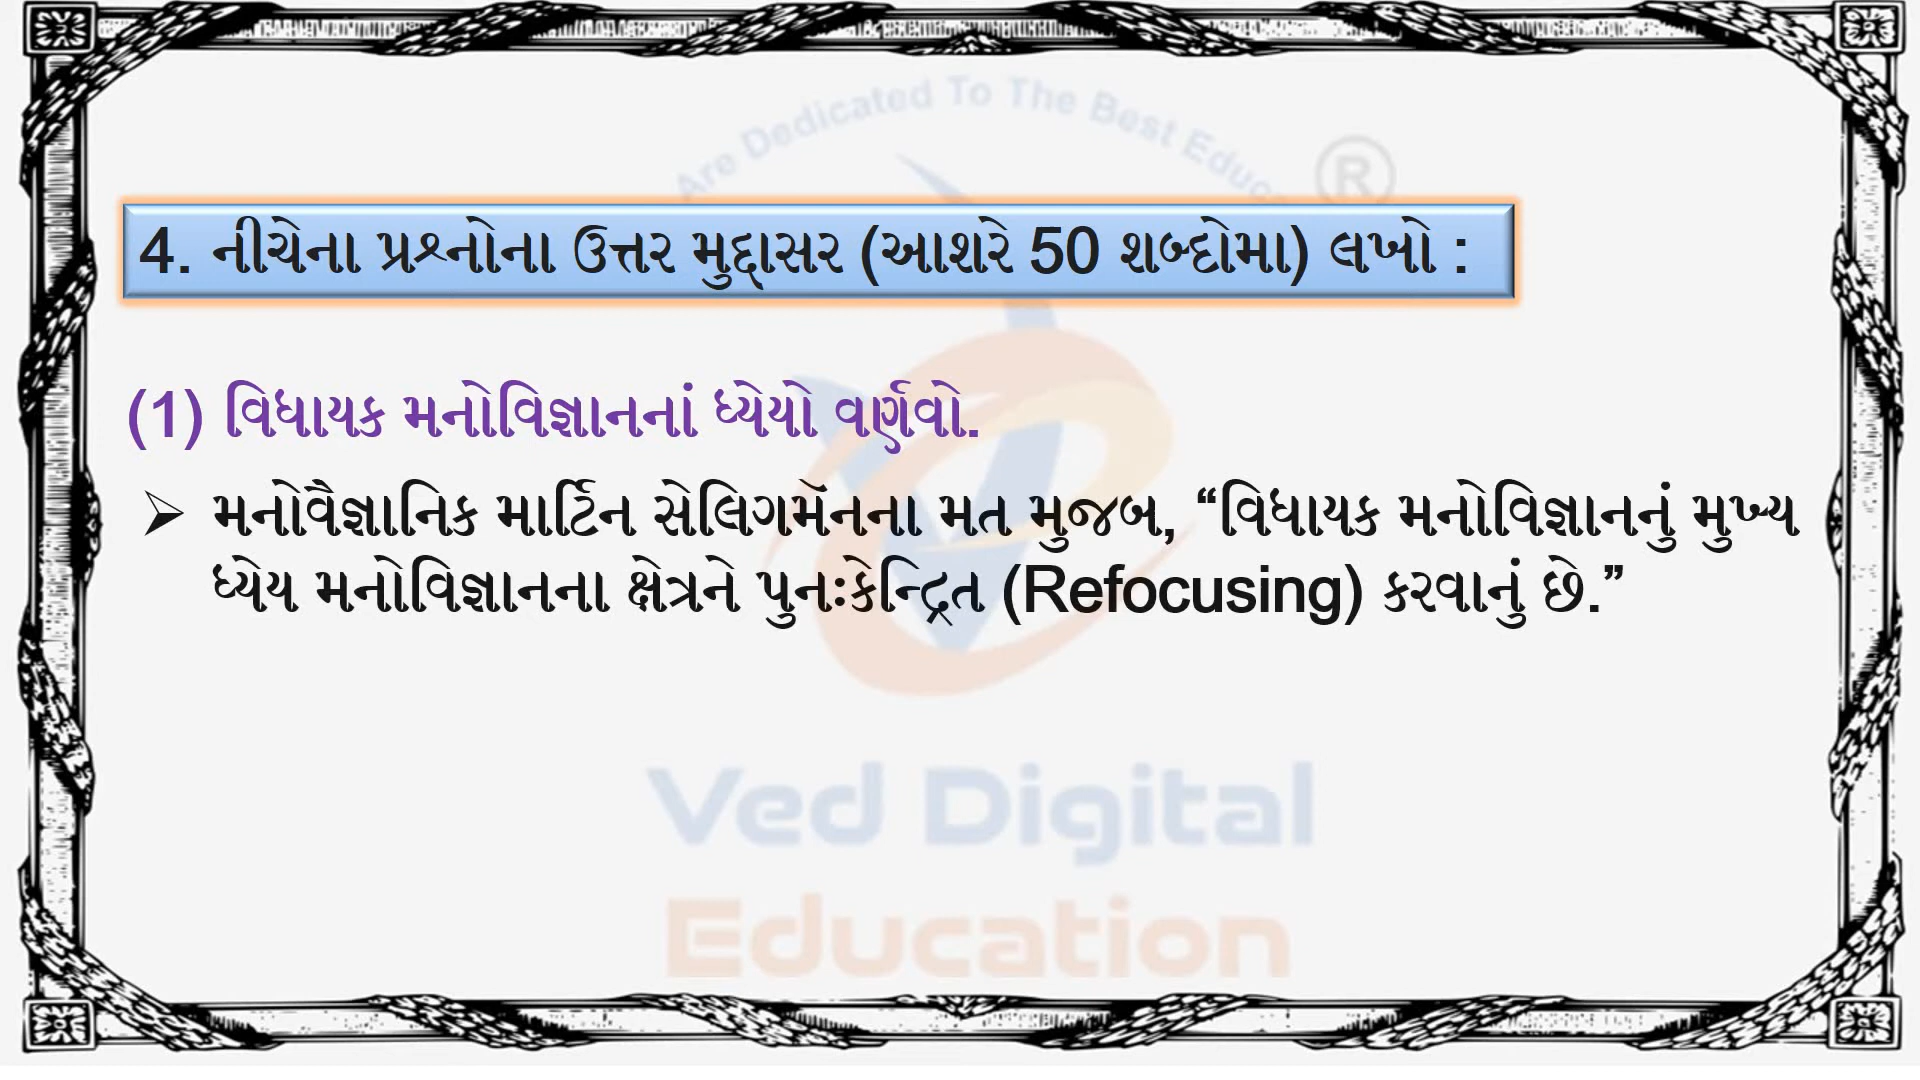 Are Dedicated To The Best
®
4. નીચેના પ્રશ્નોના ઉત્તર મુદ્દાસર (આશરે 50 શબ્દોમા) લખો :
(1) વિધાયક મનોવિજ્ઞાનનાં ધ્યેયો વર્ણવો.
➢ મનોવૈજ્ઞાનિક માર્ટિન સેલિગમૅનના મત મુજબ, “વિધાયક મનોવિજ્ઞાનનું મુખ્ય
ધ્યેય મનોવિજ્ઞાનના ક્ષેત્રને પુનઃકેન્દ્રિત (Refocusing) કરવાનું છે.”
Ved Digital
Education